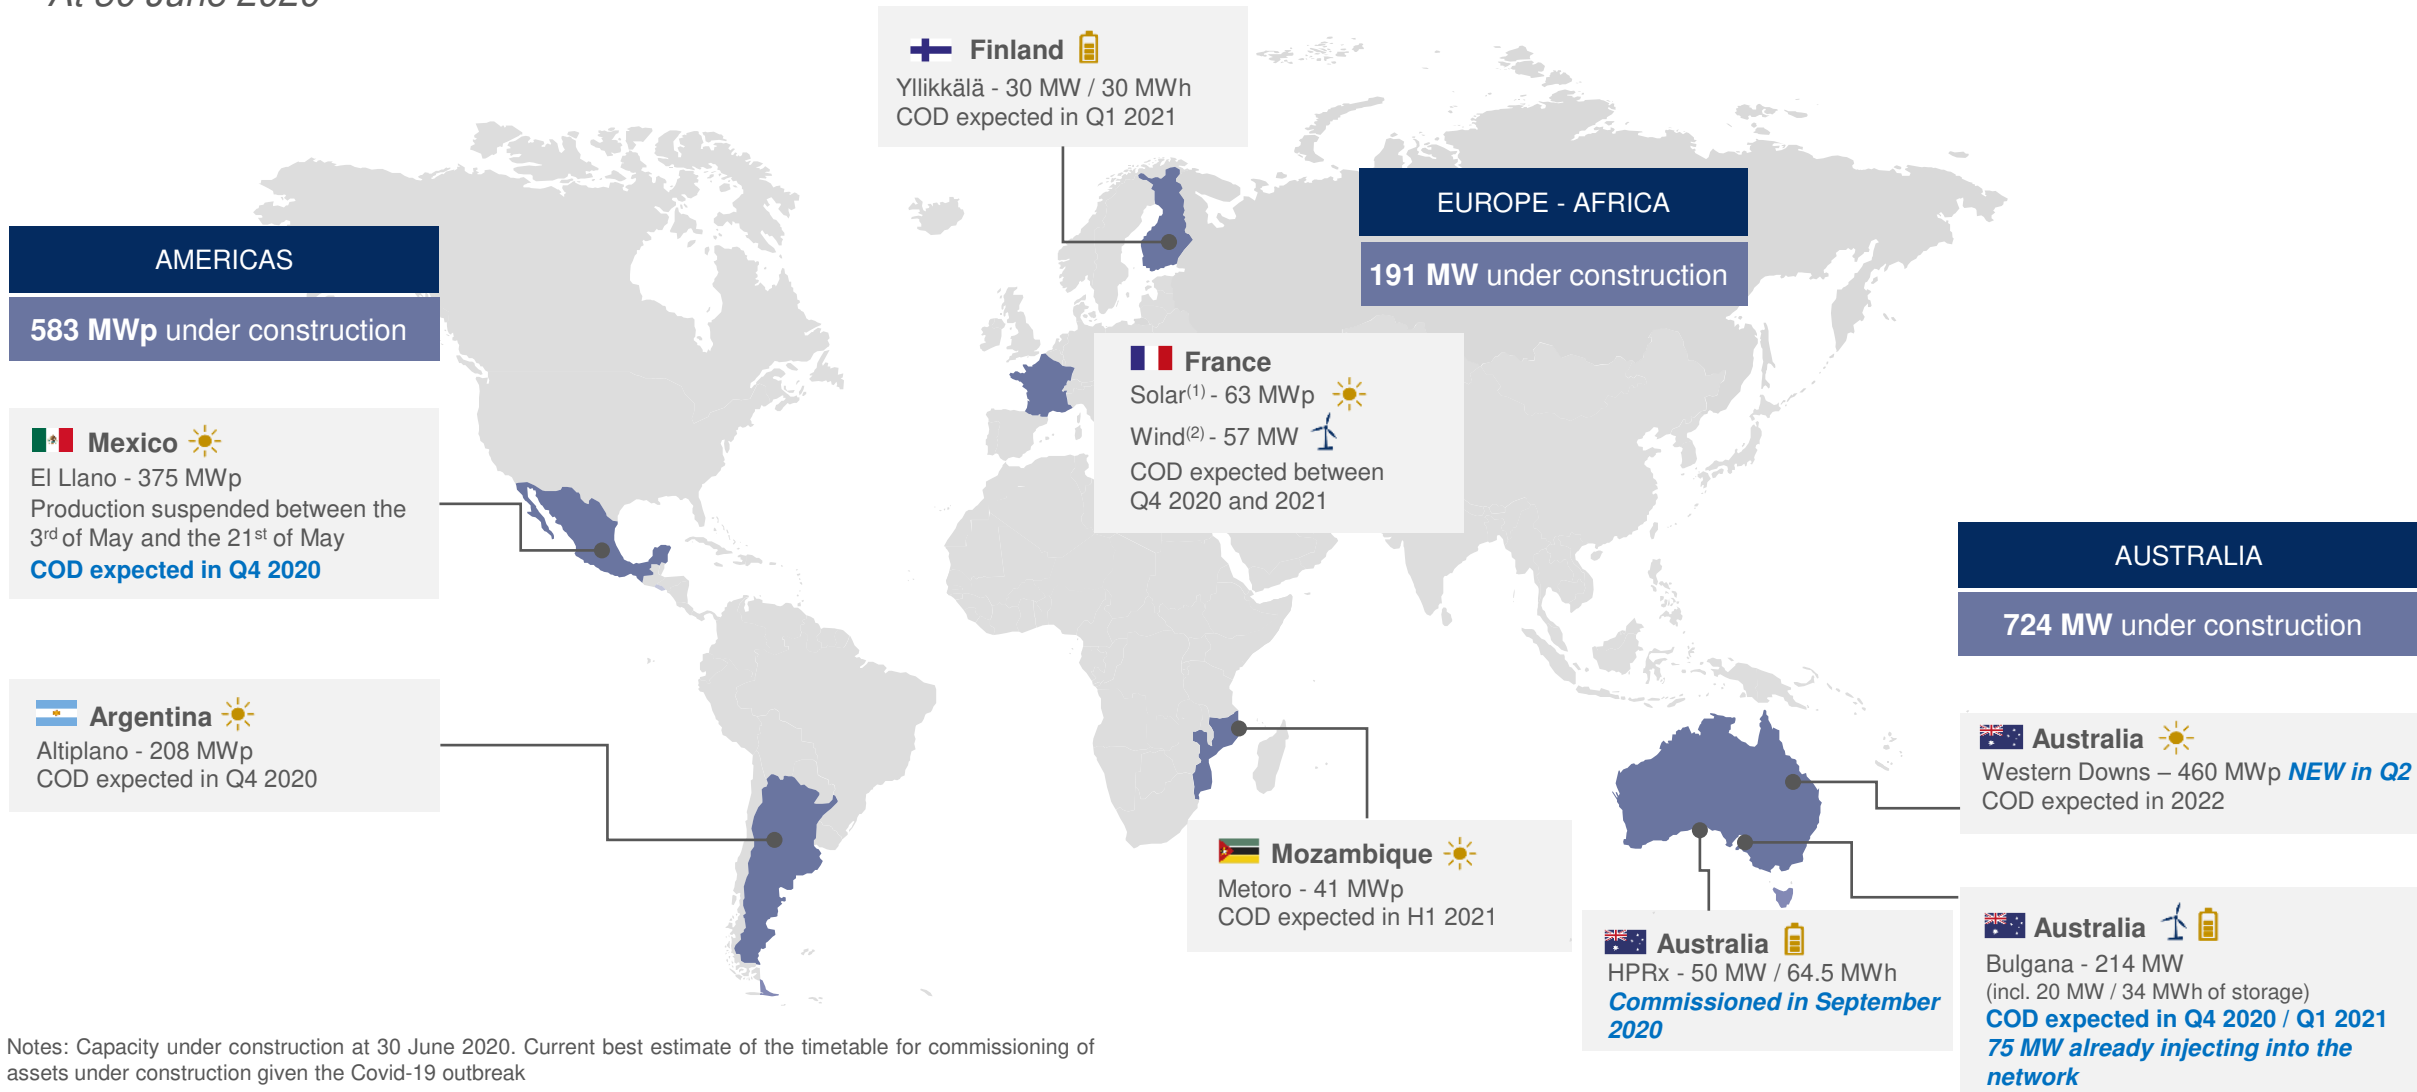 At 30 June 2020
Finland
Yllikkälä - 30 MW / 30 MWh
COD expected in Q1 2021
EUROPE - AFRICA
191 MW under construction
AMERICAS
583 MWp under construction
France
Solar(1) - 63 MWp
Wind(2) - 57 MW
COD expected between
Q4 2020 and 2021
Mexico
El Llano - 375 MWp
Production suspended between the
3rd of May and the 21st of May
COD expected in Q4 2020
AUSTRALIA
724 MW under construction
Argentina
Altiplano - 208 MWp
COD expected in Q4 2020
Australia
Western Downs – 460 MWp NEW in Q2
COD expected in 2022
Mozambique
Metoro - 41 MWp
COD expected in H1 2021
Australia
HPRx - 50 MW / 64.5 MWh
Commissioned in September
2020
Australia
Bulgana - 214 MW
(incl. 20 MW / 34 MWh of storage)
COD expected in Q4 2020 / Q1 2021
75 MW already injecting into the
network
Notes: Capacity under construction at 30 June 2020. Current best estimate of the timetable for commissioning of
assets under construction given the Covid-19 outbreak